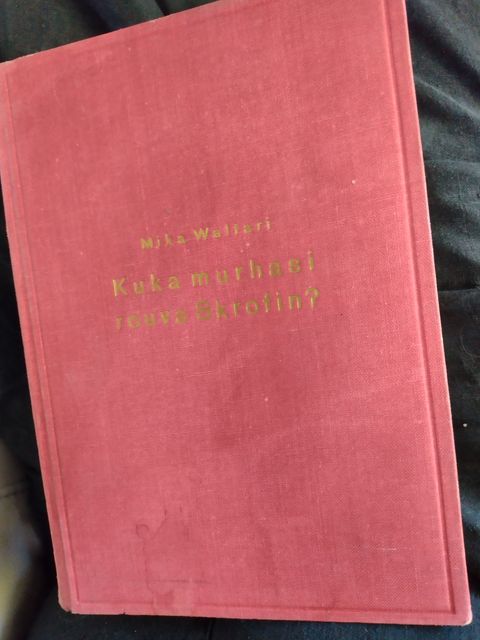 Mika Waltari
Kuka murhasi
rouva Skrofin?